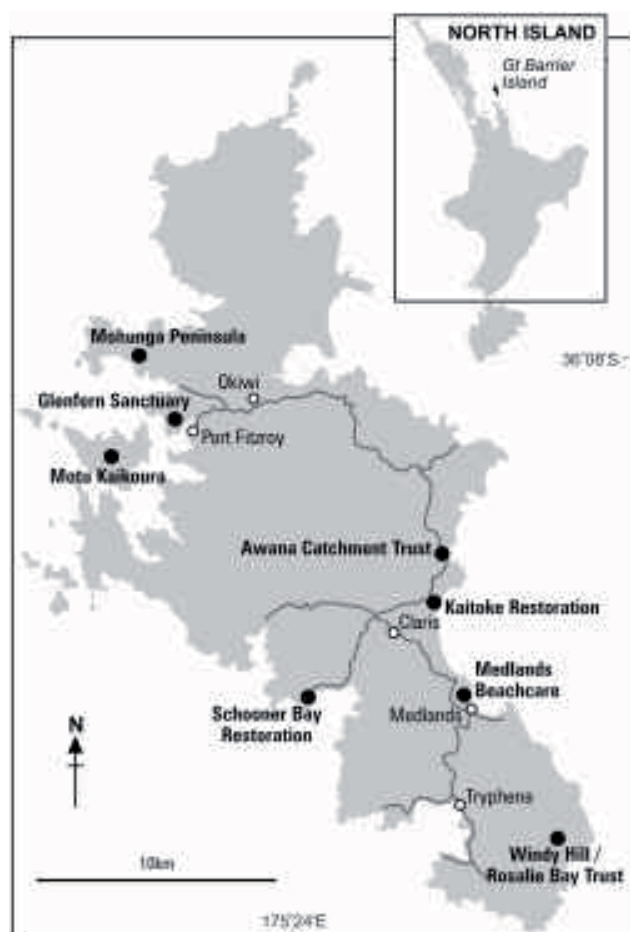 NORTH ISLAND
Gt Barrier
Island
Mohunga Peninsula
36°08'S
Okiwi
Glenfern Sanctuary
Port Fitzroy
Motu Kaikoura
Awana Catchment Trust
Kaitoke Restoration
Claris
Medlands
Beachcare
Schooner Bay
Restoration
Medlands
N
Tryphena
10km
Windy Hill /
Rosalie Bay Trust
175°24'E